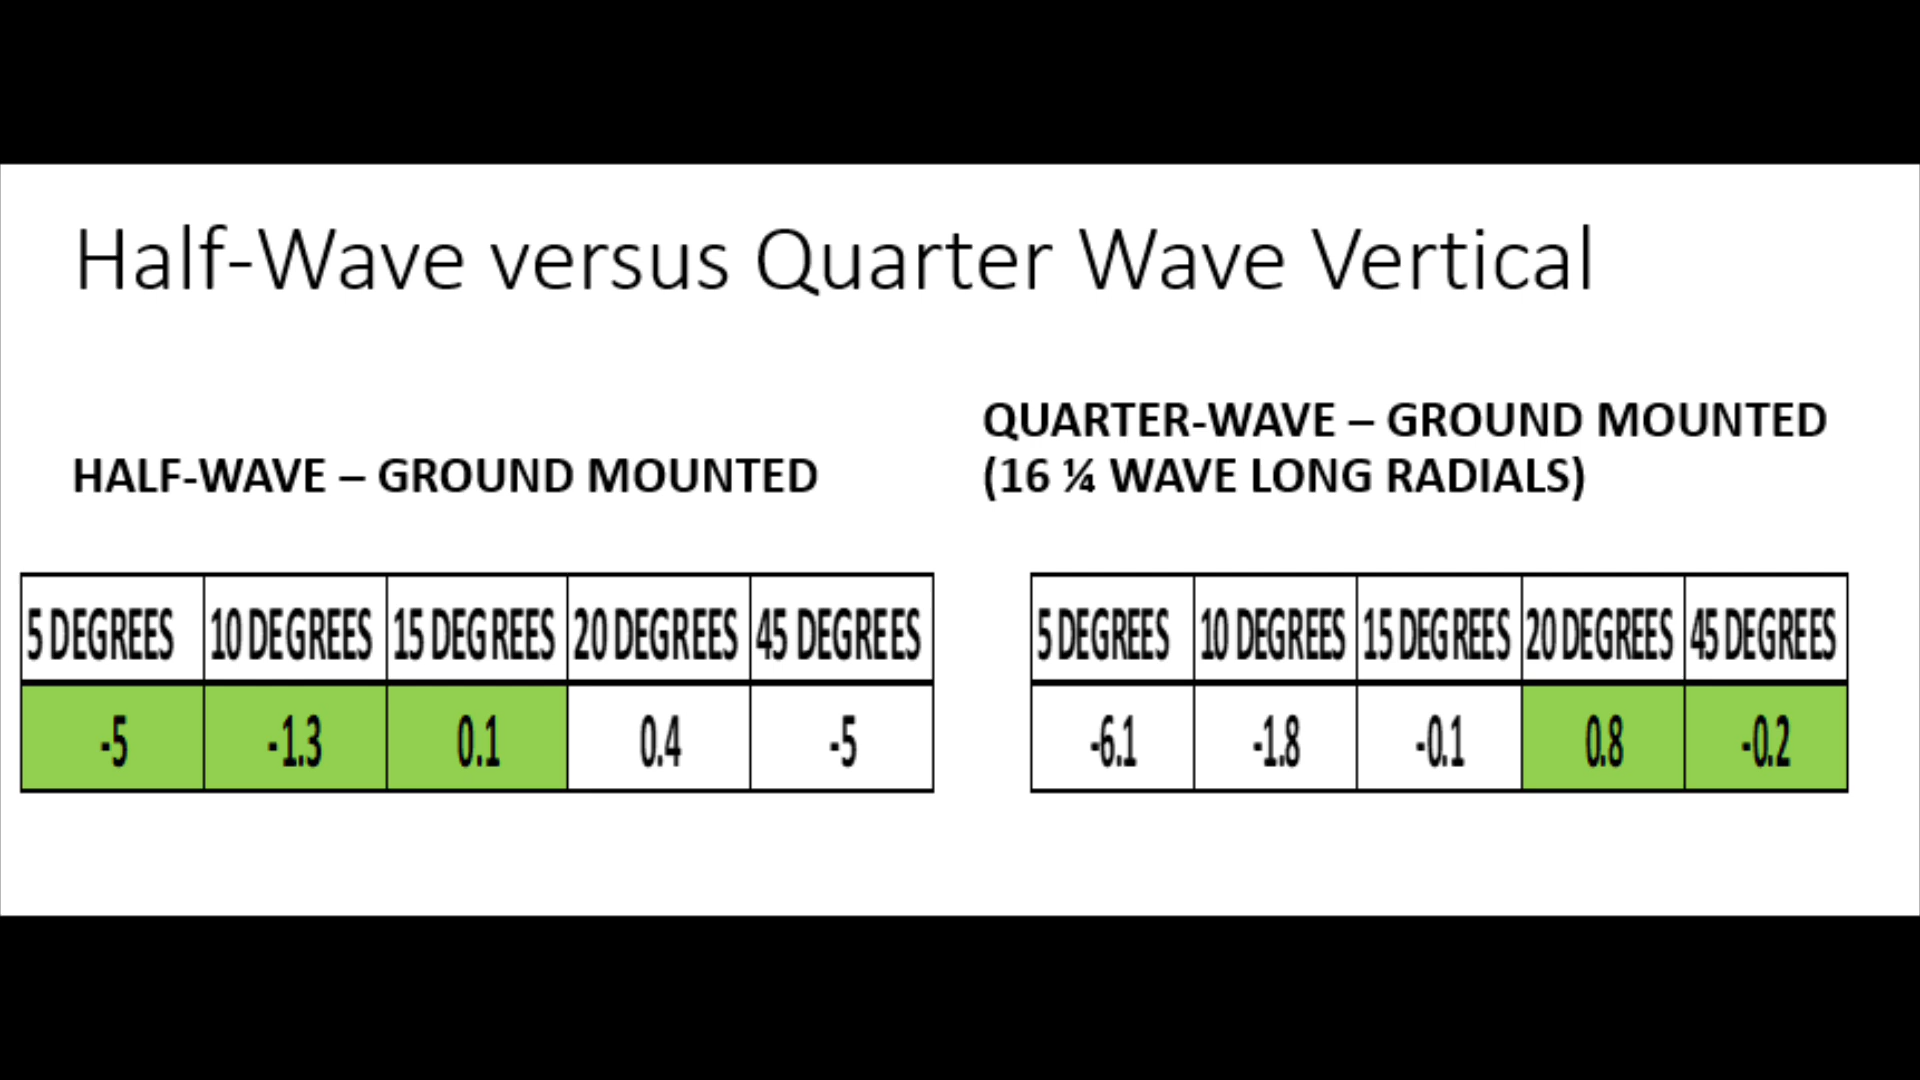 Half-Wave versus Quarter Wave Vertical
HALF-WAVE – GROUND MOUNTED
QUARTER-WAVE – GROUND MOUNTED
(16 ¼ WAVE LONG RADIALS)
5 DEGREES 10 DEGREES 15 DEGREES 20 DEGREES 45 DEGREES
-5 -1.3 0.1 0.4 -5
5 DEGREES 10 DEGREES 15 DEGREES 20 DEGREES 45 DEGREES
-6.1 -1.8 -0.1 0.8 -0.2